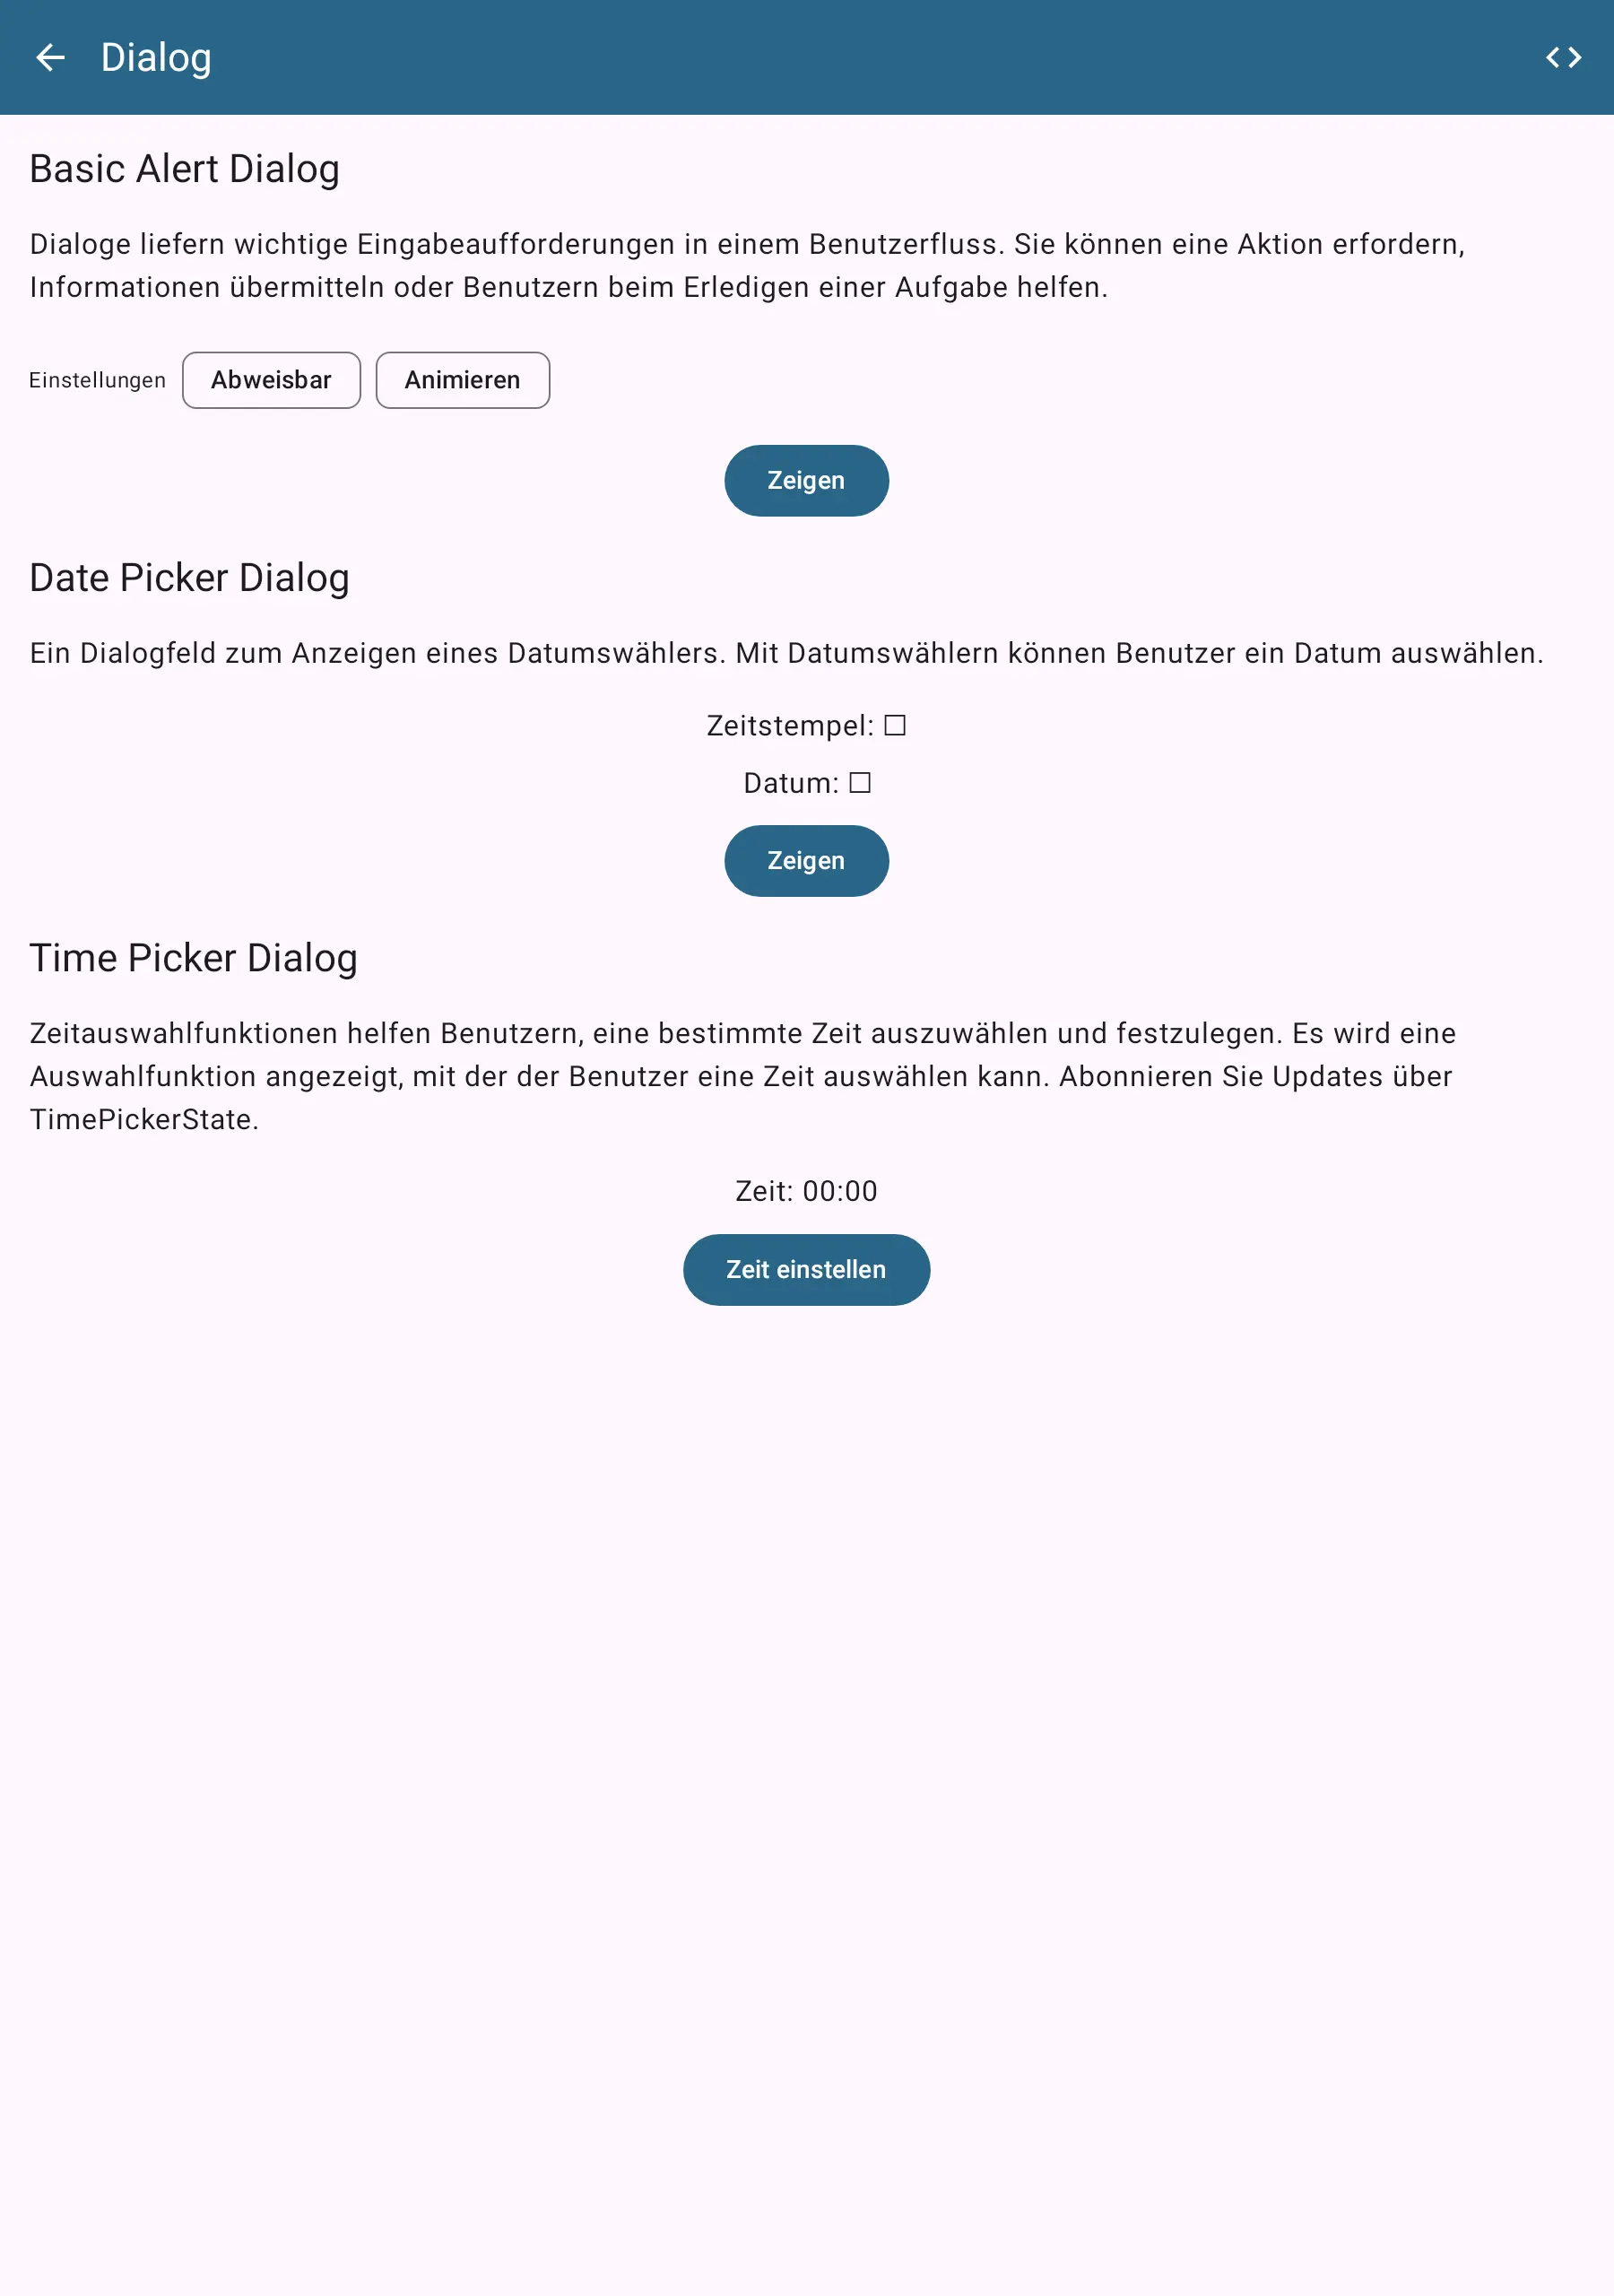 Dialog
Basic Alert Dialog
Dialoge liefern wichtige Eingabeaufforderungen in einem Benutzerfluss. Sie können eine Aktion erfordern,
Informationen übermitteln oder Benutzern beim Erledigen einer Aufgabe helfen.
Einstellungen Abweisbar Animieren
Zeigen
Date Picker Dialog
Ein Dialogfeld zum Anzeigen eines Datumswählers. Mit Datumswählern können Benutzer ein Datum auswählen.
Zeitstempel: ☐
Datum: ☐
Zeigen
Time Picker Dialog
Zeitauswahlfunktionen helfen Benutzern, eine bestimmte Zeit auszuwählen und festzulegen. Es wird eine
Auswahlfunktion angezeigt, mit der der Benutzer eine Zeit auswählen kann. Abonnieren Sie Updates über
TimePickerState.
Zeit: 00:00
Zeit einstellen